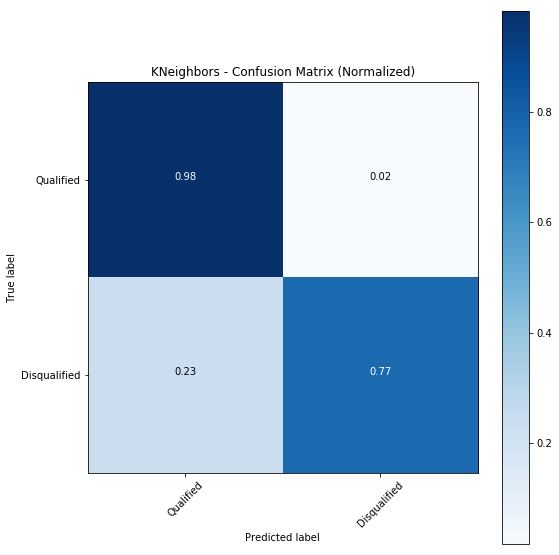 KNeighbors - Confusion Matrix (Normalized)
True label
Qualified
0.98
0.02
Disqualified
0.23
0.77
Qualified
Disqualified
Predicted label
0.8
0.6
0.4
0.2